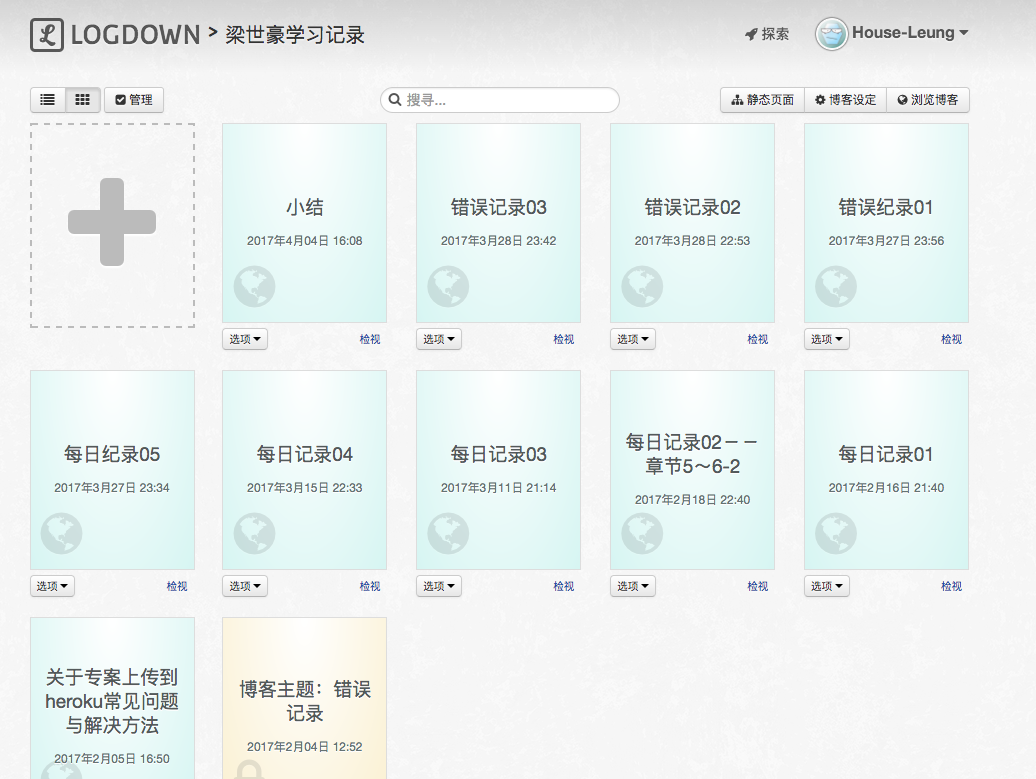 LOGDOWN > 梁世豪学习记录
探索
House-Leung
管理
搜寻...
静态页面
博客设定
浏览博客
小结
2017年4月04日 16:08
选项
检视
错误记录03
2017年3月28日 23:42
选项
检视
错误记录02
2017年3月28日 22:53
选项
检视
错误纪录01
2017年3月27日 23:56
选项
检视
每日纪录05
2017年3月27日 23:34
选项
检视
每日记录04
2017年3月15日 22:33
选项
检视
每日记录03
2017年3月11日 21:14
选项
检视
每日记录02－－
章节5～6-2
2017年2月18日 22:40
选项
检视
每日记录01
2017年2月16日 21:40
选项
检视
关于专案上传到
heroku常见问题
与解决方法
2017年2月05日 16:50
博客主题：错误
记录
2017年2月04日 12:52